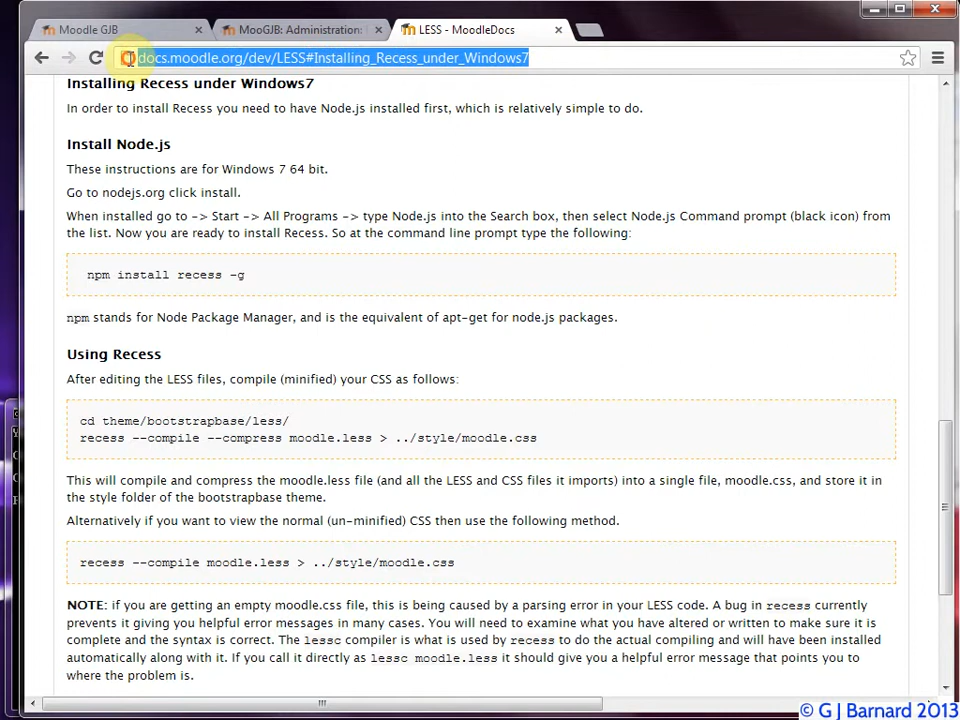 Moodle GJB
MooGJB: Administration:
LESS - MoodleDocs
docs.moodle.org/dev/LESS#Installing_Recess_under_Windows7
Installing Recess under Windows7
In order to install Recess you need to have Node.js installed first, which is relatively simple to do.
Install Node.js
These instructions are for Windows 7 64 bit.
Go to nodejs.org click install.
When installed go to -> Start -> All Programs -> type Node.js into the Search box, then select Node.js Command prompt (black icon) from
the list. Now you are ready to install Recess. So at the command line prompt type the following:
npm install recess -g
npm stands for Node Package Manager, and is the equivalent of apt-get for node.js packages.
Using Recess
After editing the LESS files, compile (minified) your CSS as follows:
cd theme/bootstrapbase/less/
recess --compile --compress moodle.less > ../style/moodle.css
This will compile and compress the moodle.less file (and all the LESS and CSS files it imports) into a single file, moodle.css, and store it in
the style folder of the bootstrapbase theme.
Alternatively if you want to view the normal (un-minified) CSS then use the following method.
recess --compile moodle.less > ../style/moodle.css
NOTE: if you are getting an empty moodle.css file, this is being caused by a parsing error in your LESS code. A bug in recess currently
prevents it giving you helpful error messages in many cases. You will need to examine what you have altered or written to make sure it is
complete and the syntax is correct. The lessc compiler is what is used by recess to do the actual compiling and will have been installed
automatically along with it. If you call it directly as lessc moodle.less it should give you a helpful error message that points you to
where the problem is.
© G J Barnard 2013